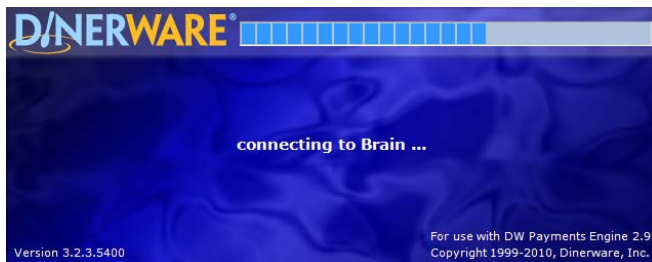 DINERWARE®
connecting to Brain ...
For use with DW Payments Engine 2.9
Version 3.2.3.5400
Copyright 1999-2010, Dinerware, Inc.